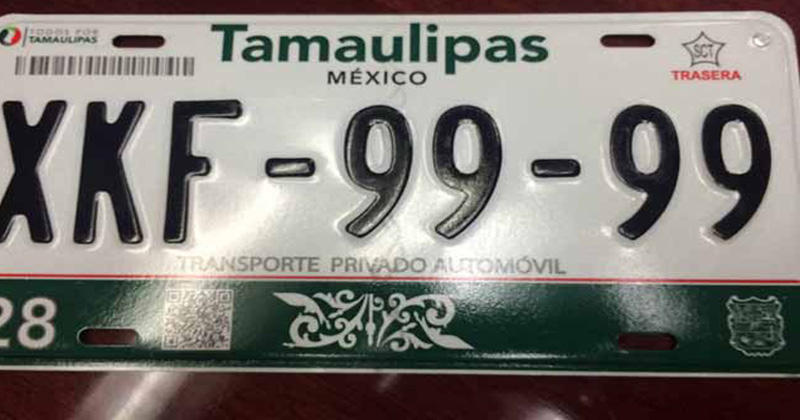 TODOS POR
TAMAULIPAS
Tamaulipas
MÉXICO
SCT
TRASERA
XKF-99-99
TRANSPORTE PRIVADO AUTOMÓVIL
28